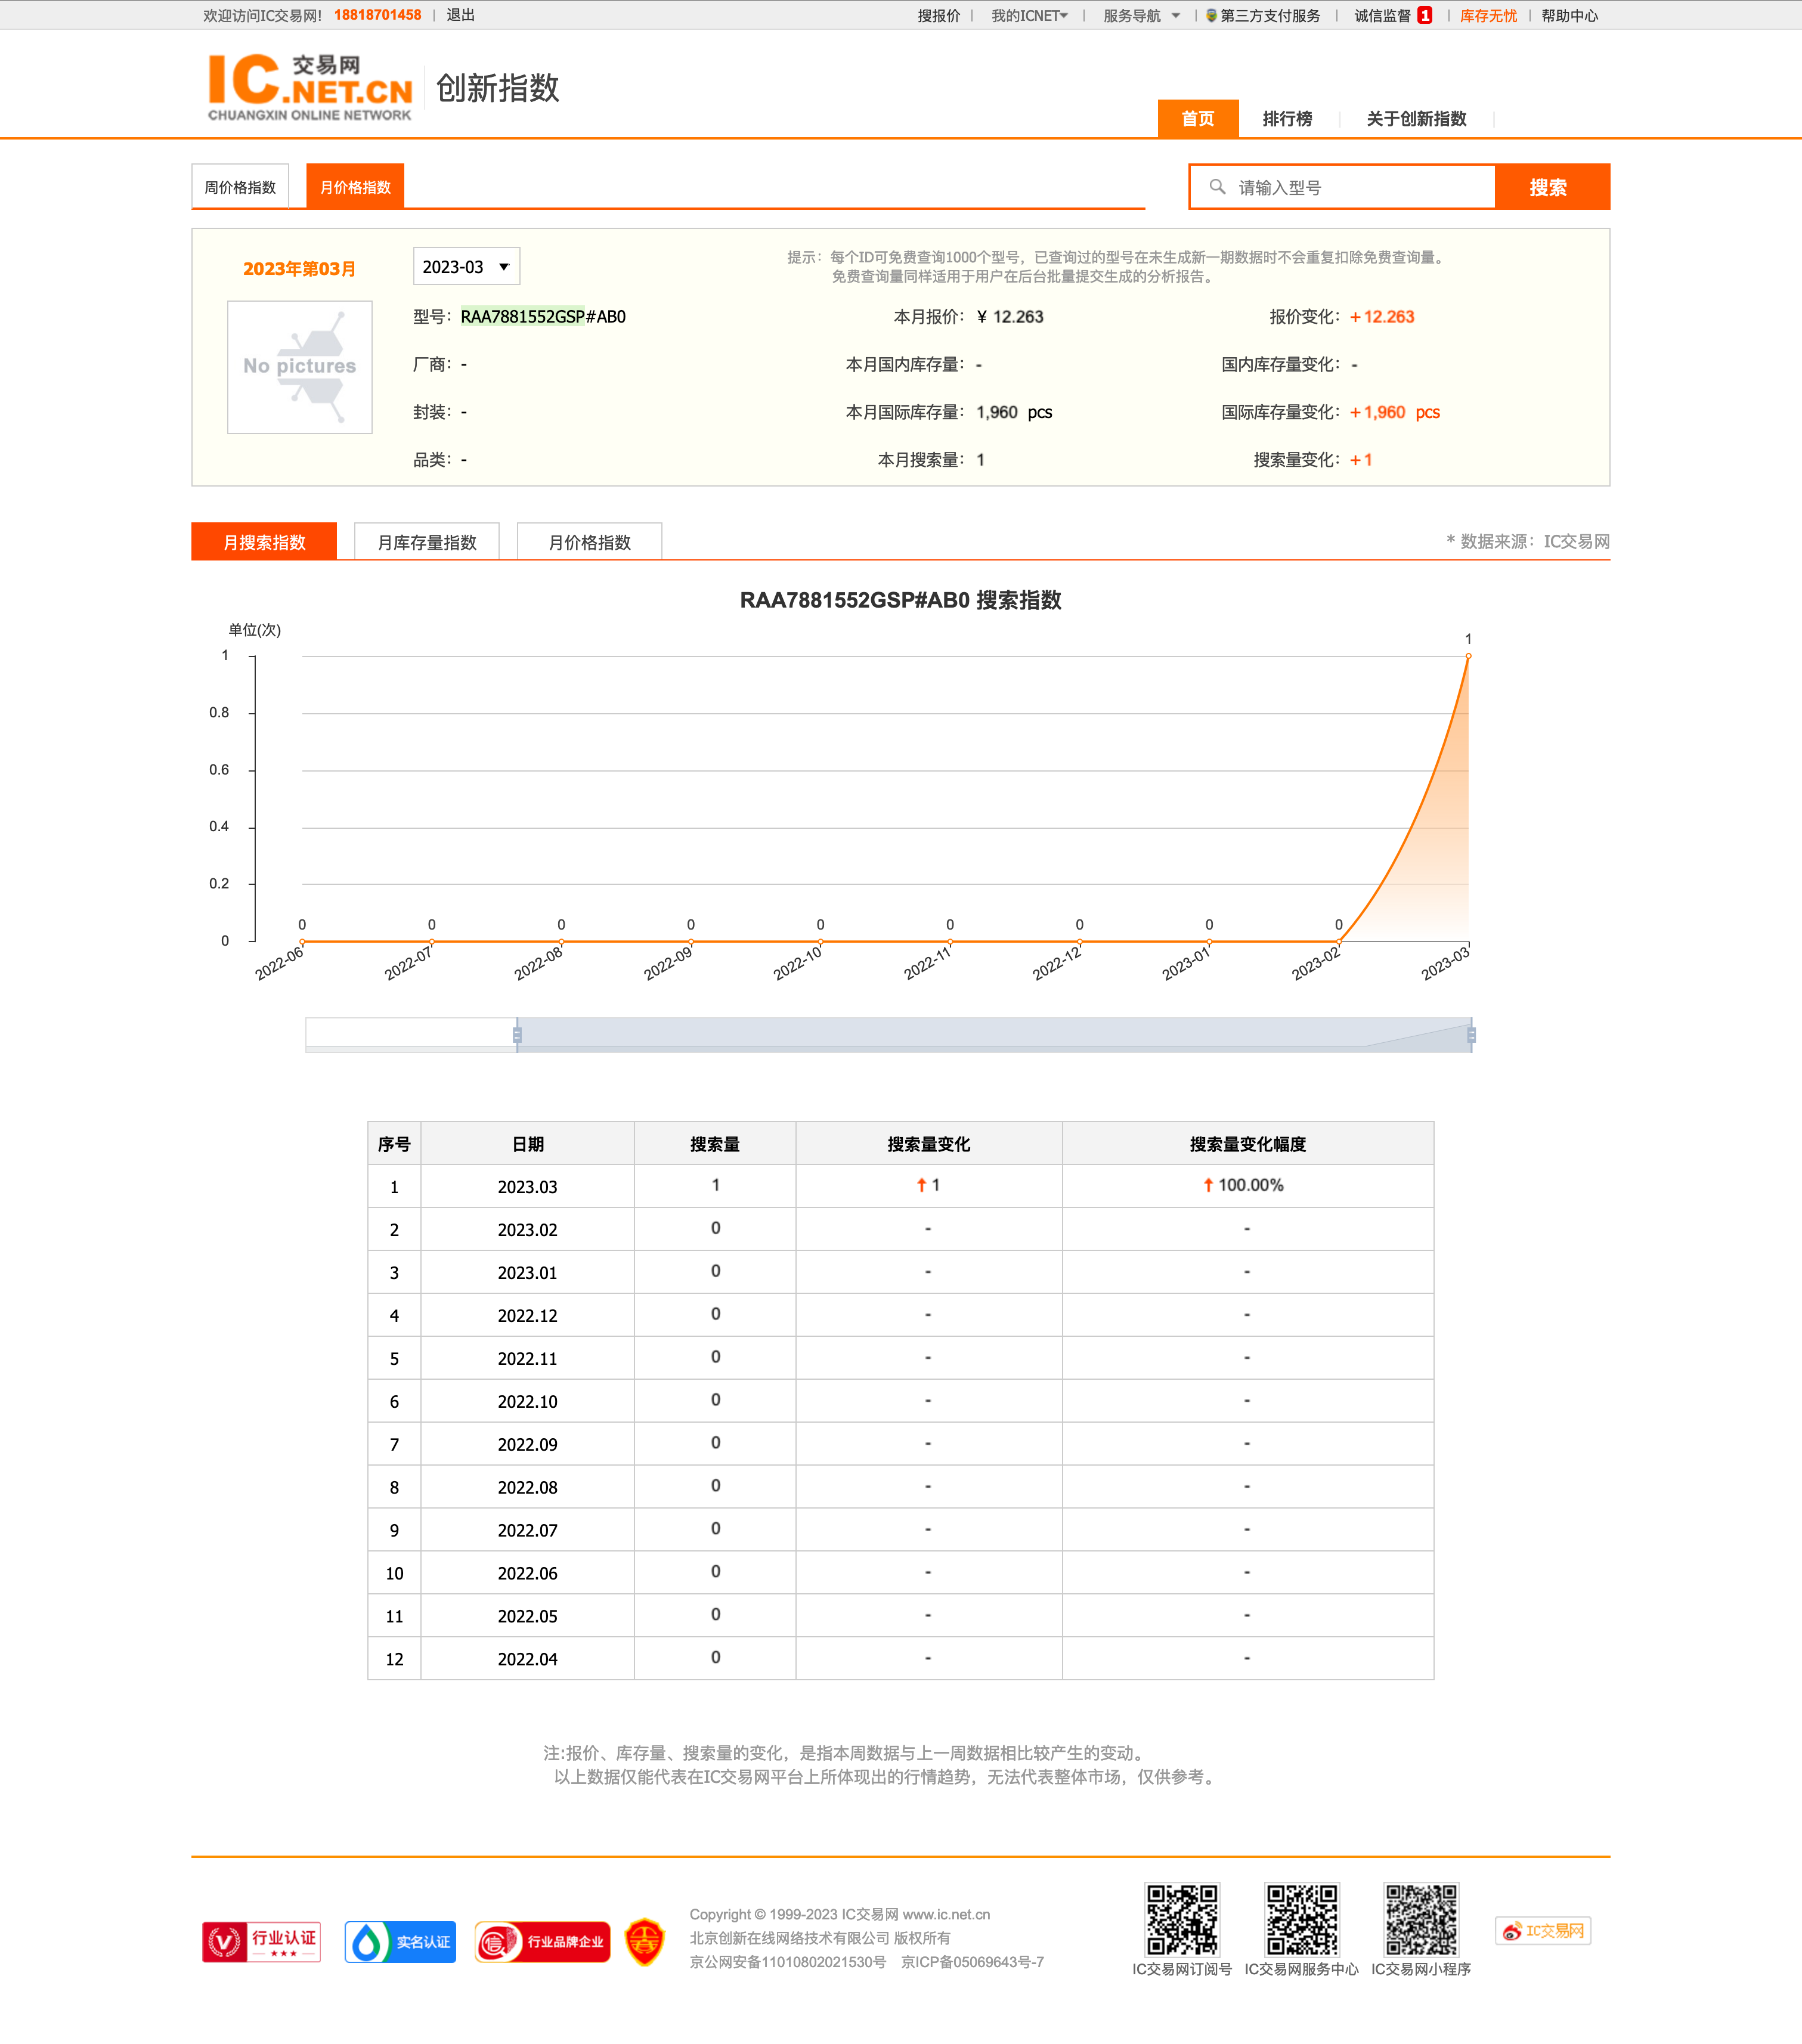 欢迎访问IC交易网! 18818701458 | 退出
搜报价 | 我的ICNET | 服务导航 | 第三方支付服务 | 诚信监督 1 | 库存无忧 | 帮助中心
IC交易网
.NET.CN
CHUANGXIN ONLINE NETWORK
创新指数
首页 排行榜 关于创新指数
周价格指数 月价格指数
请输入型号 搜索
2023年第03月 2023-03
提示：每个ID可免费查询1000个型号，已查询过的型号在未生成新一期数据时不会重复扣除免费查询量。
免费查询量同样适用于用户在后台批量提交生成的分析报告。
No pictures
型号：RAA7881552GSP#AB0 本月报价：¥ 12.263 报价变化：+12.263
厂商：- 本月国内库存量：- 国内库存量变化：-
封装：- 本月国际库存量：1,960 pcs 国际库存量变化：+1,960 pcs
品类：- 本月搜索量：1 搜索量变化：+1
月搜索指数 月库存量指数 月价格指数 * 数据来源：IC交易网
RAA7881552GSP#AB0 搜索指数
单位(次)
1
1
0.8
0.6
0.4
0.2
0 0 0 0 0 0 0 0 0
0
2022-06 2022-07 2022-08 2022-09 2022-10 2022-11 2022-12 2023-01 2023-02 2023-03
序号 日期 搜索量 搜索量变化 搜索量变化幅度
1 2023.03 1 ↑1 ↑100.00%
2 2023.02 0 - -
3 2023.01 0 - -
4 2022.12 0 - -
5 2022.11 0 - -
6 2022.10 0 - -
7 2022.09 0 - -
8 2022.08 0 - -
9 2022.07 0 - -
10 2022.06 0 - -
11 2022.05 0 - -
12 2022.04 0 - -
注:报价、库存量、搜索量的变化，是指本周数据与上一周数据相比较产生的变动。
以上数据仅能代表在IC交易网平台上所体现出的行情趋势，无法代表整体市场，仅供参考。
行业认证
实名认证
行业品牌企业
Copyright © 1999-2023 IC交易网 www.ic.net.cn
北京创新在线网络技术有限公司 版权所有
京公网安备11010802021530号 京ICP备05069643号-7
IC交易网订阅号 IC交易网服务中心 IC交易网小程序
IC交易网